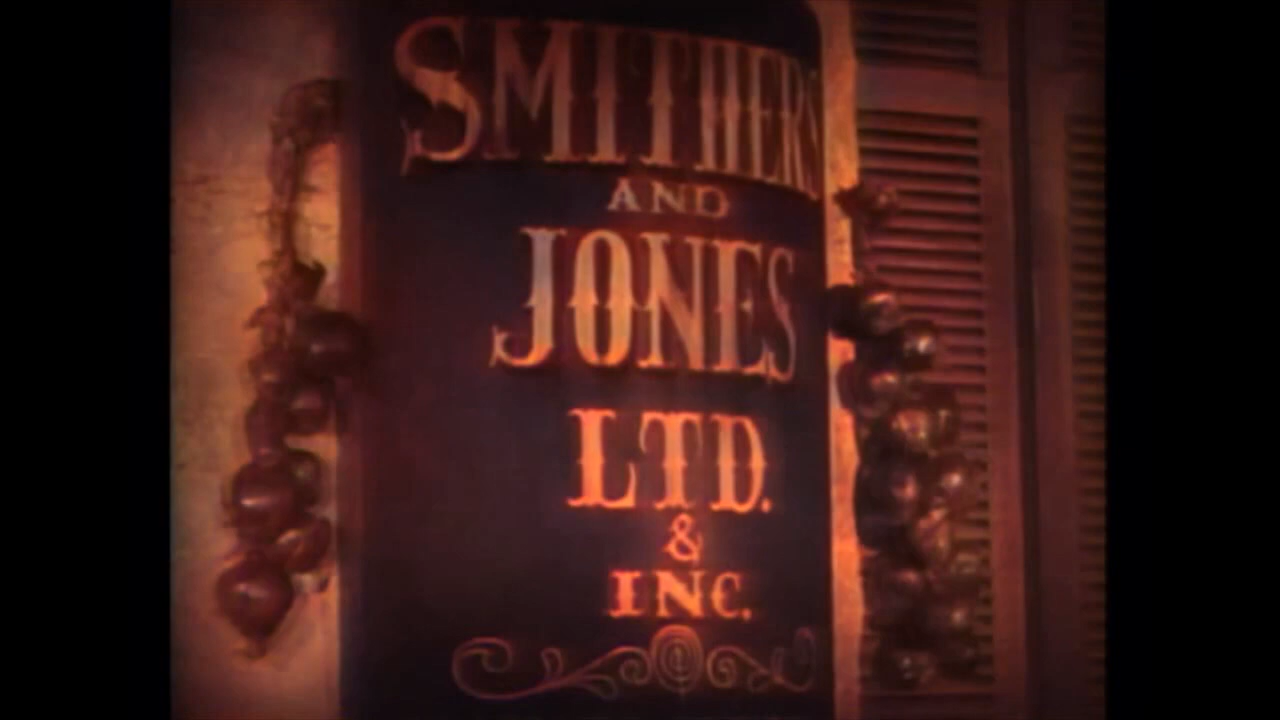 SMITHERS
AND
JONES
LTD.
&
INC.